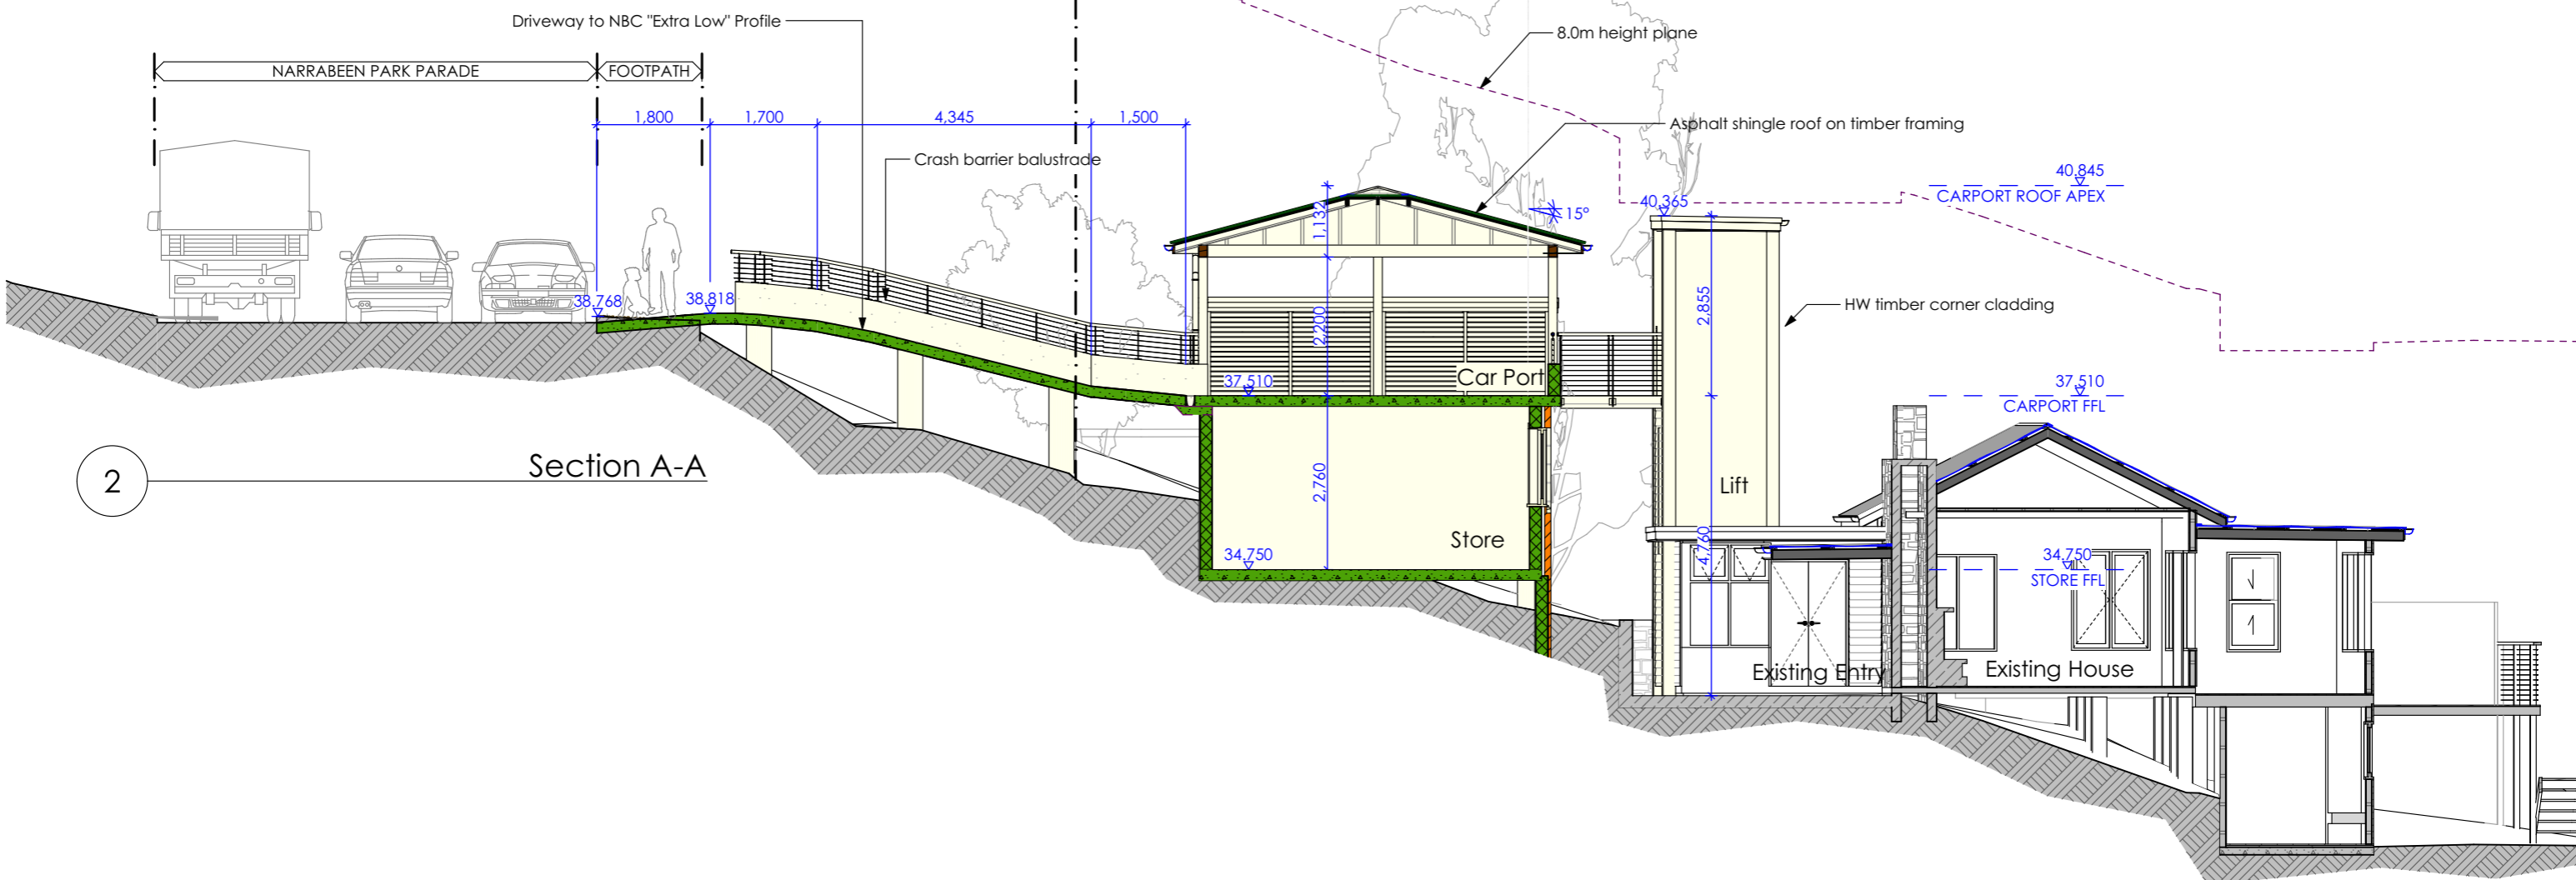 Driveway to NBC "Extra Low" Profile
8.0m height plane
NARRABEEN PARK PARADE
FOOTPATH
1,800
1,700
4,345
1,500
Asphalt shingle roof on timber framing
Crash barrier balustrade
40.845
CARPORT ROOF APEX
40.365
15°
1,132
38.768
38.818
2,855
HW timber corner cladding
2,200
Car Port
37.510
37.510
CARPORT FFL
2
Section A-A
2,760
Lift
Store
4,760
34.750
34.750
STORE FFL
Existing Entry
Existing House